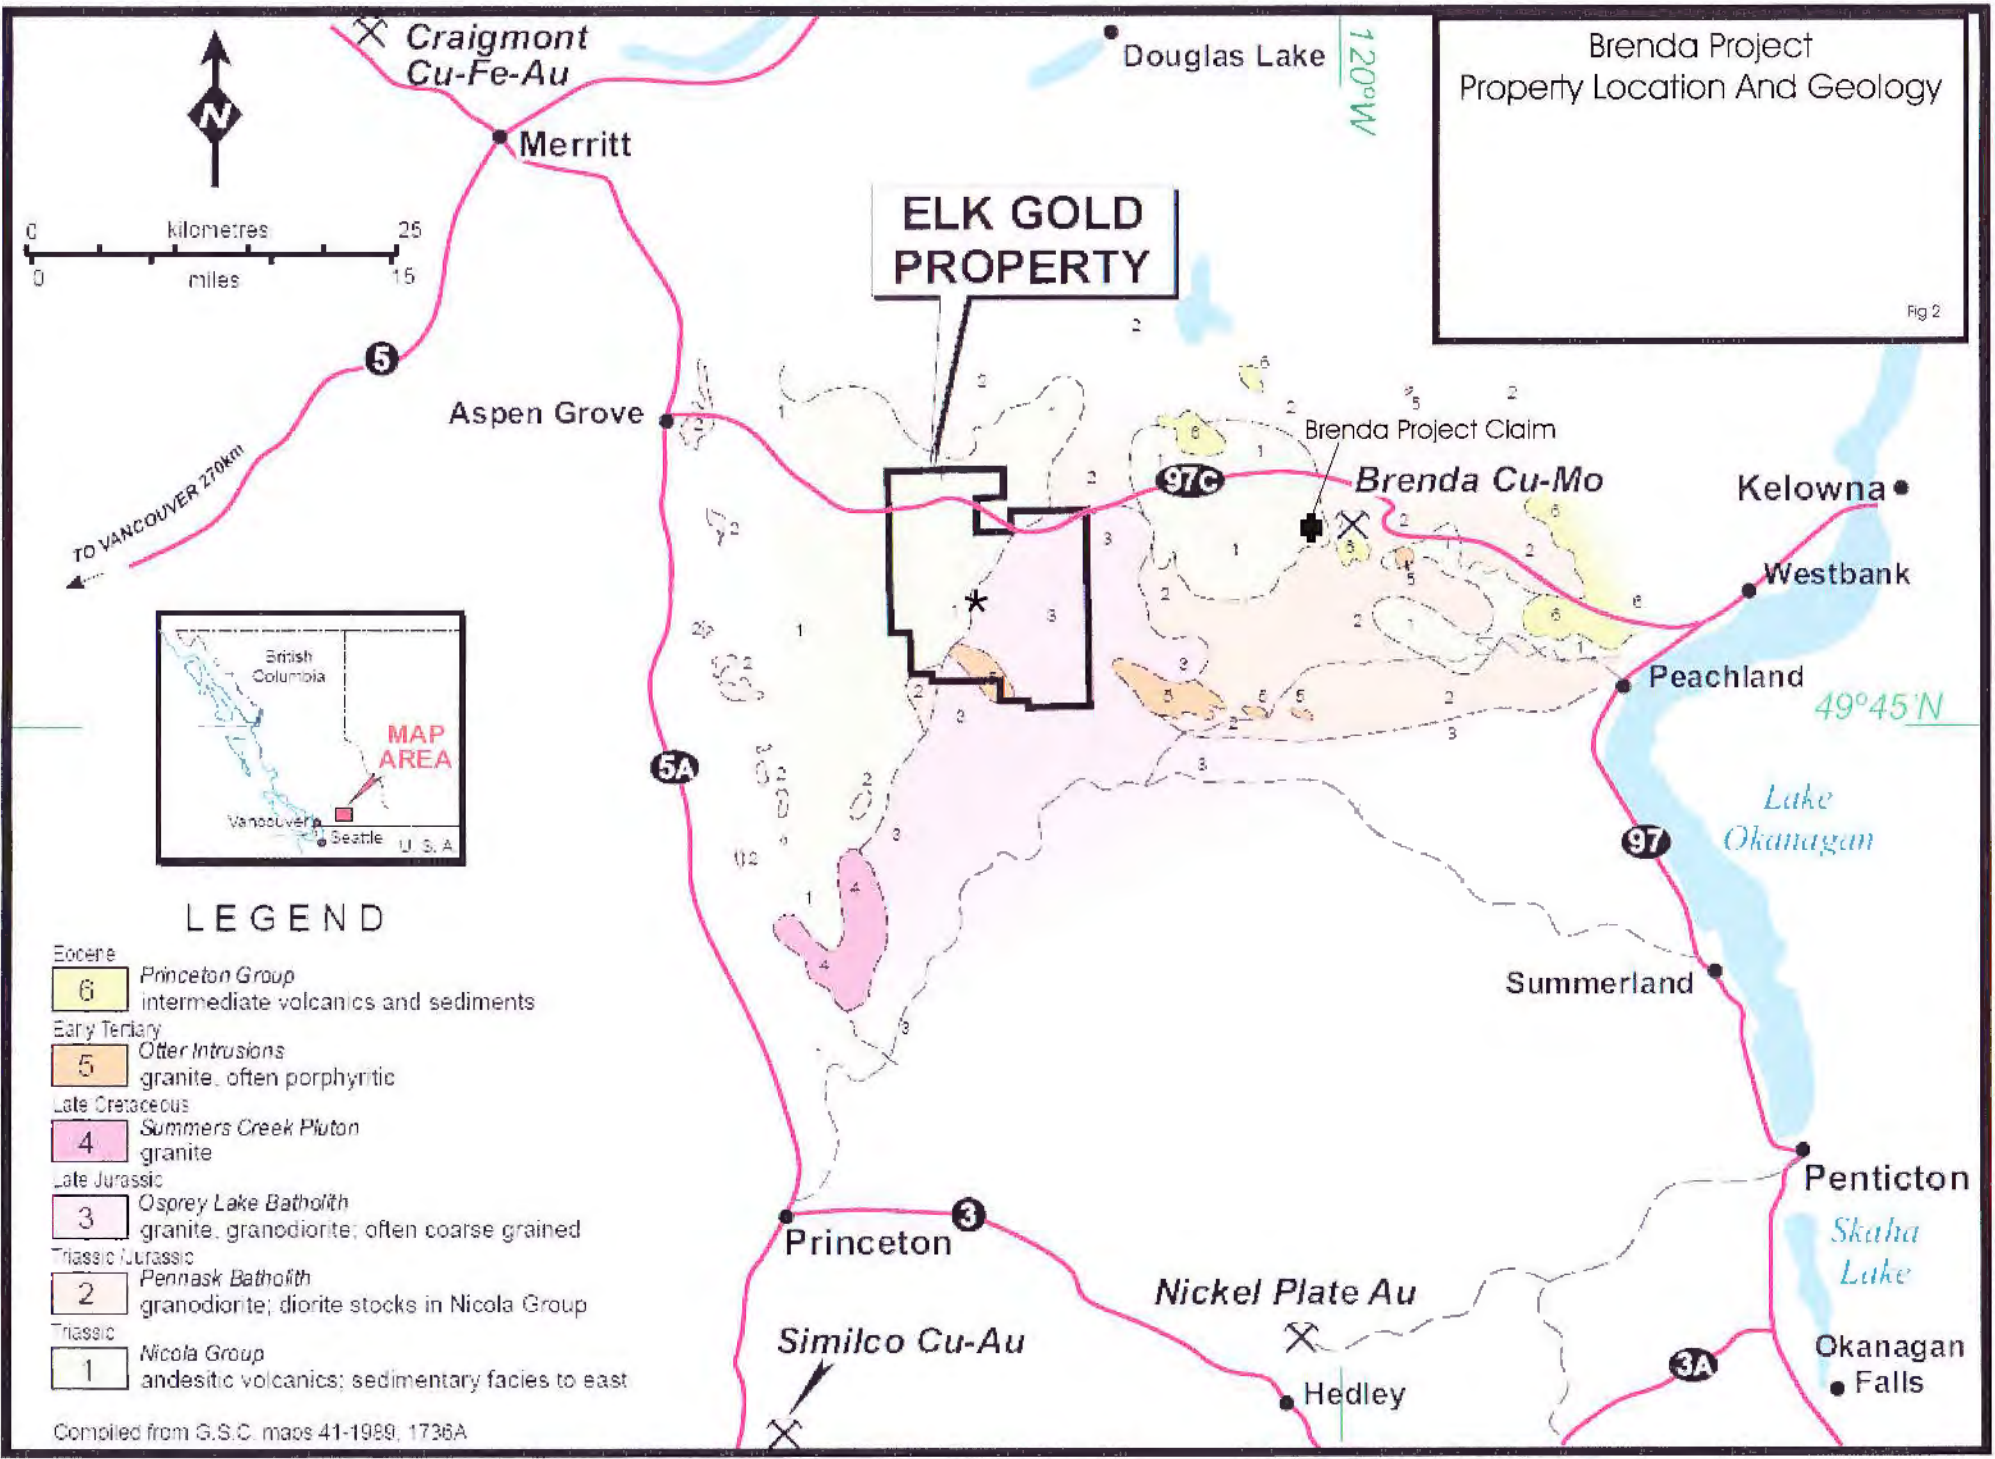 Craigmont
Cu-Fe-Au
Douglas Lake
120°W
Brenda Project
Property Location And Geology
Fig 2
N
Merritt
0 kilometres 25
0 miles 15
ELK GOLD
PROPERTY
5
Aspen Grove
TO VANCOUVER 270km
Brenda Project Claim
97C
Brenda Cu-Mo
Kelowna
Westbank
Peachland
49°45'N
British
Columbia
MAP
AREA
Vancouver
Seattle
U. S. A.
5A
97
Lake
Okanagan
Summerland
Penticton
Skaha
Lake
Okanagan
Falls
3A
Princeton
3
Nickel Plate Au
Similco Cu-Au
Hedley
LEGEND
Eocene
6 Princeton Group
intermediate volcanics and sediments
Early Tertiary
5 Otter Intrusions
granite, often porphyritic
Late Cretaceous
4 Summers Creek Pluton
granite
Late Jurassic
3 Osprey Lake Batholith
granite, granodiorite; often coarse grained
Triassic/Jurassic
2 Pennask Batholith
granodiorite; diorite stocks in Nicola Group
Triassic
1 Nicola Group
andesitic volcanics; sedimentary facies to east
Compiled from G.S.C. maps 41-1989, 1736A